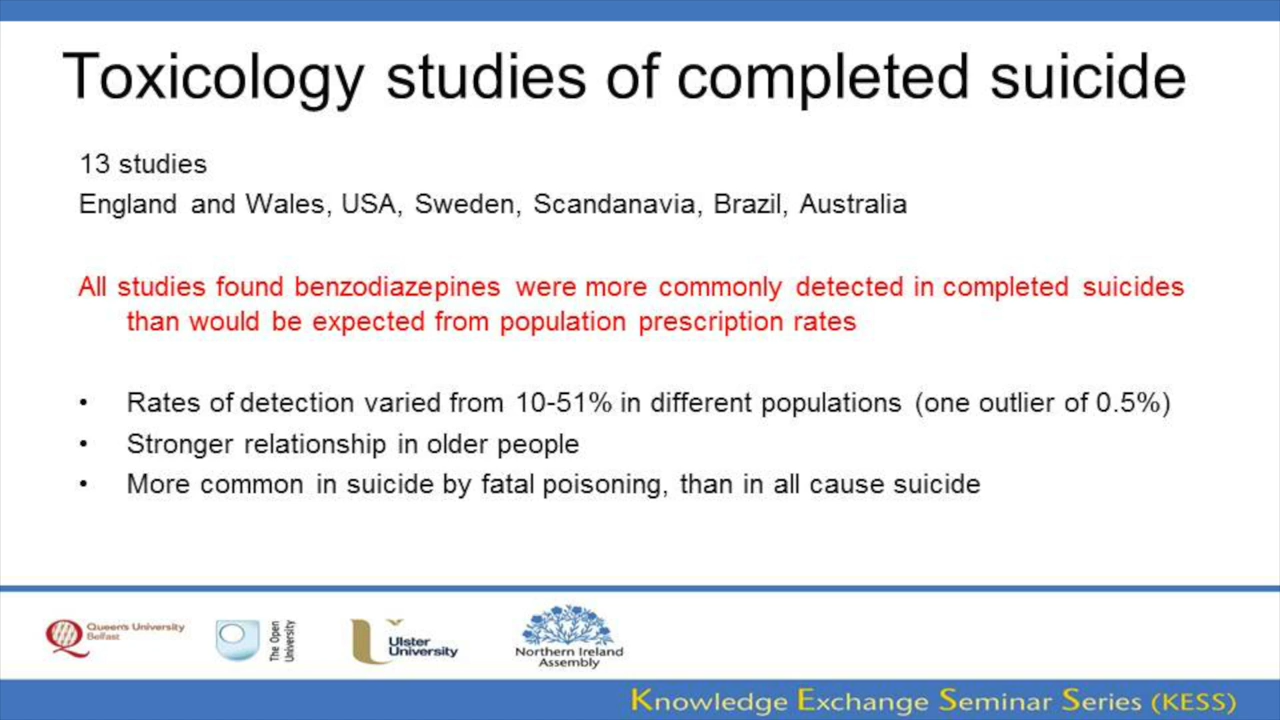 Toxicology studies of completed suicide
13 studies
England and Wales, USA, Sweden, Scandanavia, Brazil, Australia
All studies found benzodiazepines were more commonly detected in completed suicides
than would be expected from population prescription rates
• Rates of detection varied from 10-51% in different populations (one outlier of 0.5%)
• Stronger relationship in older people
• More common in suicide by fatal poisoning, than in all cause suicide
Queen's University
Belfast
The Open
University
Ulster
University
Northern Ireland
Assembly
Knowledge Exchange Seminar Series (KESS)